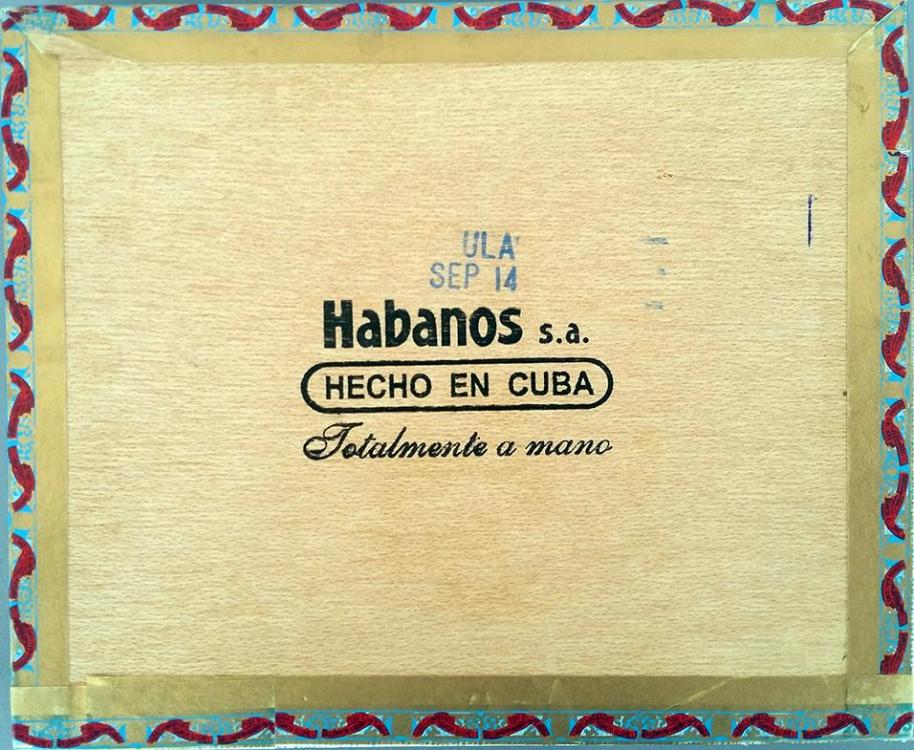 ULA
SEP 14
Habanos s.a.
HECHO EN CUBA
Totalmente a mano